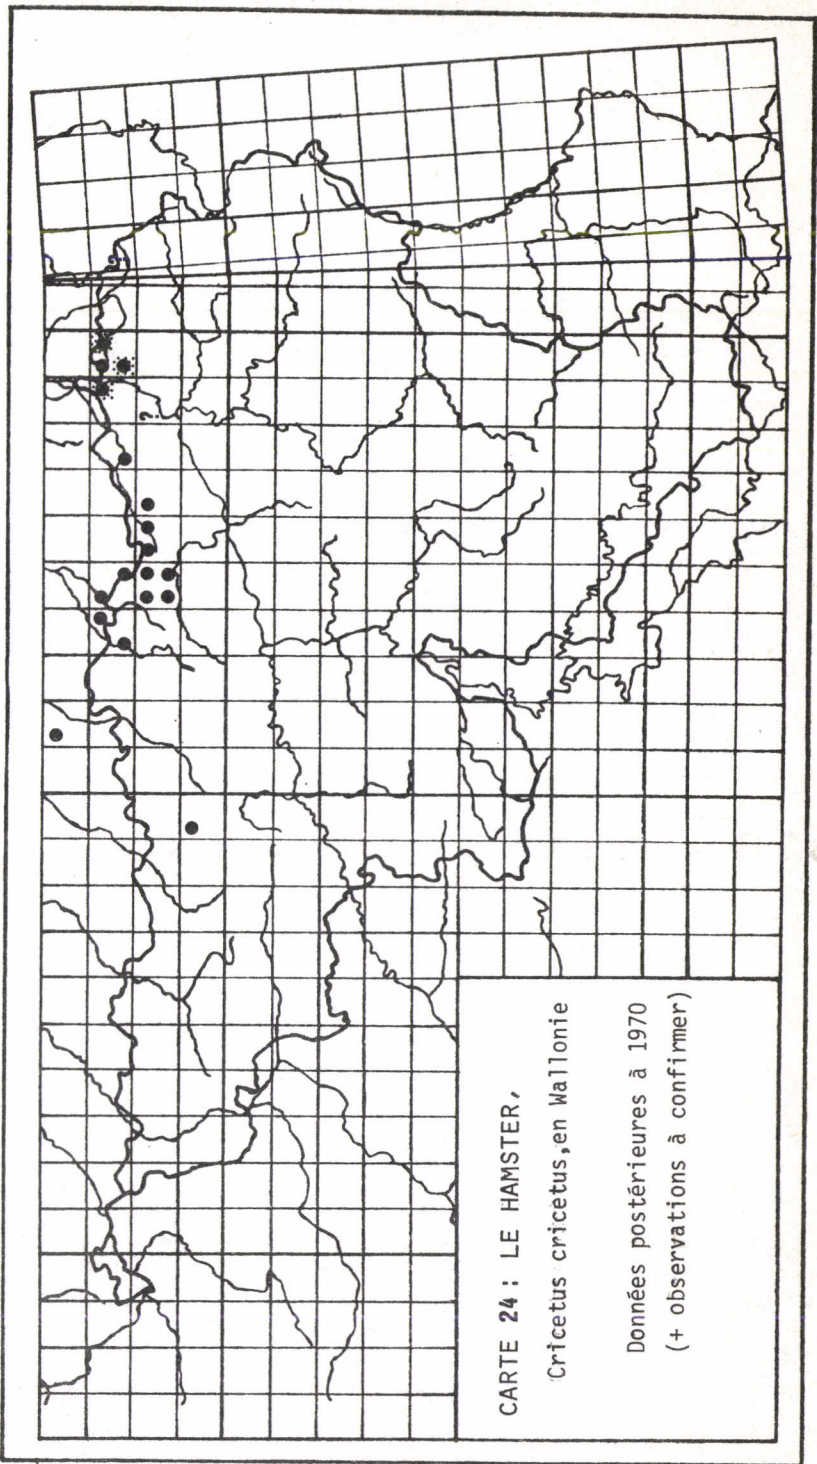 CARTE 24 : LE HAMSTER,
Cricetus cricetus, en Wallonie
Données postérieures à 1970
(+ observations à confirmer)
?